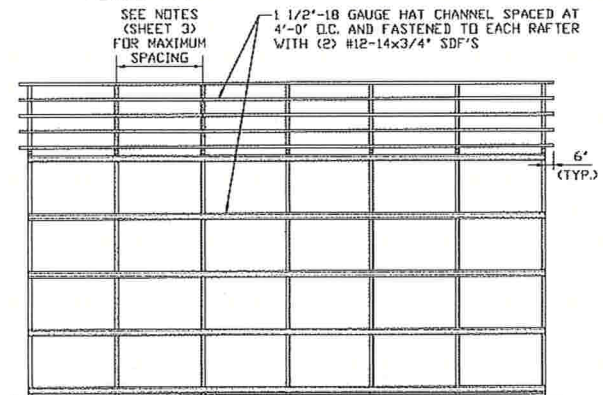 SEE NOTES
(SHEET 3)
FOR MAXIMUM
SPACING
1 1/2"-18 GAUGE HAT CHANNEL SPACED AT
4'-0" O.C. AND FASTENED TO EACH RAFTER
WITH (2) #12-14x3/4" SDF'S
6"
(TYP.)